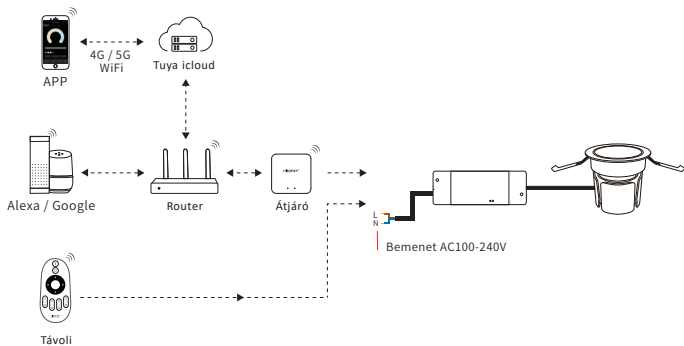 4G / 5G
WiFi
Tuya icloud
APP
Alexa / Google
Router
Átjáró
L
N
Bemenet AC100-240V
Távoli